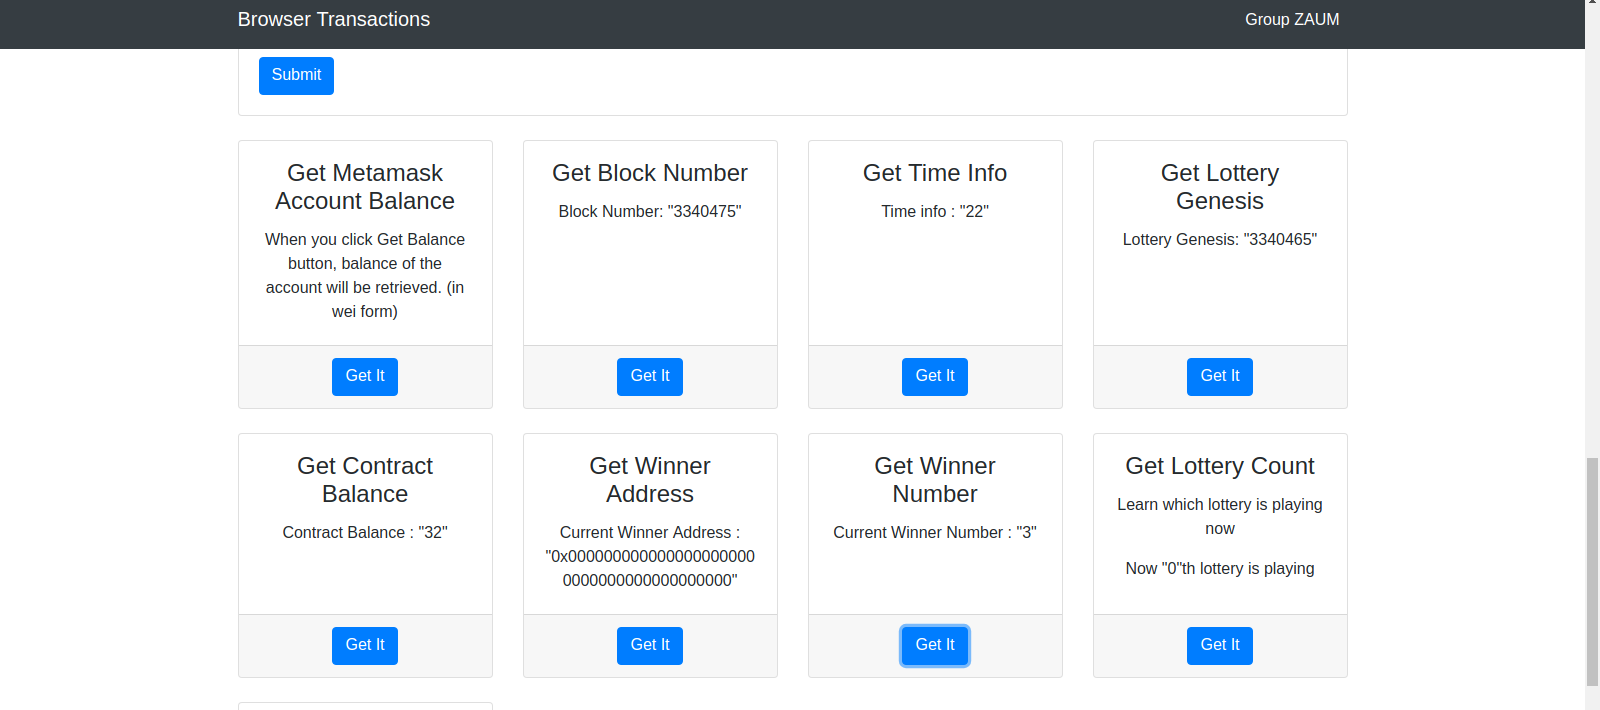 Browser Transactions
Group ZAUM
Submit
Get Metamask
Account Balance
When you click Get Balance
button, balance of the
account will be retrieved. (in
wei form)
Get It
Get Block Number
Block Number: "3340475"
Get It
Get Time Info
Time info : "22"
Get It
Get Lottery
Genesis
Lottery Genesis: "3340465"
Get It
Get Contract
Balance
Contract Balance : "32"
Get It
Get Winner
Address
Current Winner Address :
"0x000000000000000000000
0000000000000000000"
Get It
Get Winner
Number
Current Winner Number : "3"
Get It
Get Lottery Count
Learn which lottery is playing
now
Now "0"th lottery is playing
Get It